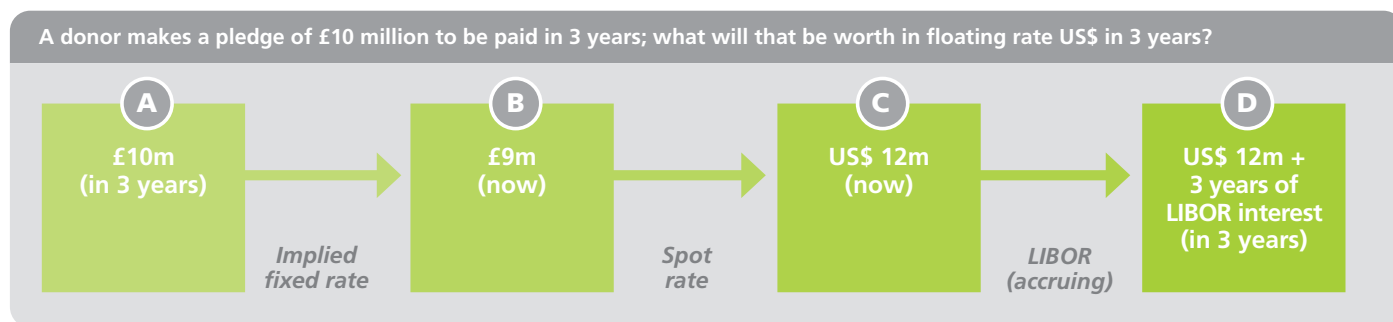 A donor makes a pledge of £10 million to be paid in 3 years; what will that be worth in floating rate US$ in 3 years?
A
£10m
(in 3 years)
Implied
fixed rate
B
£9m
(now)
Spot
rate
C
US$ 12m
(now)
LIBOR
(accruing)
D
US$ 12m +
3 years of
LIBOR interest
(in 3 years)